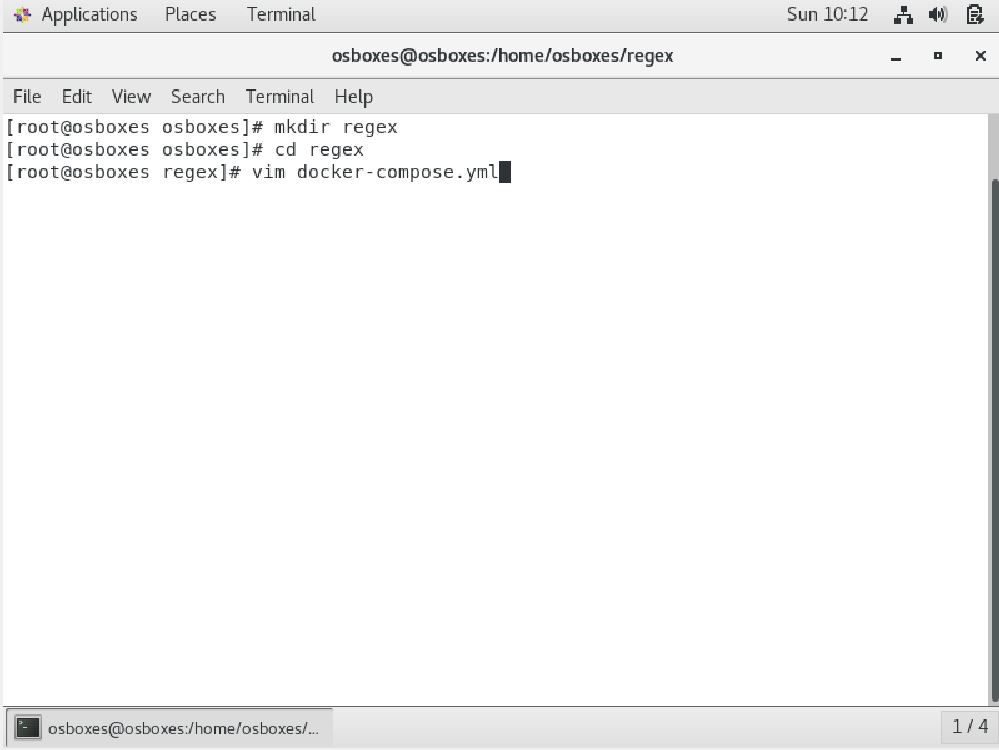 Applications Places Terminal Sun 10:12
osboxes@osboxes:/home/osboxes/regex
File Edit View Search Terminal Help
[root@osboxes osboxes]# mkdir regex
[root@osboxes osboxes]# cd regex
[root@osboxes regex]# vim docker-compose.yml
osboxes@osboxes:/home/osboxes/... 1 / 4